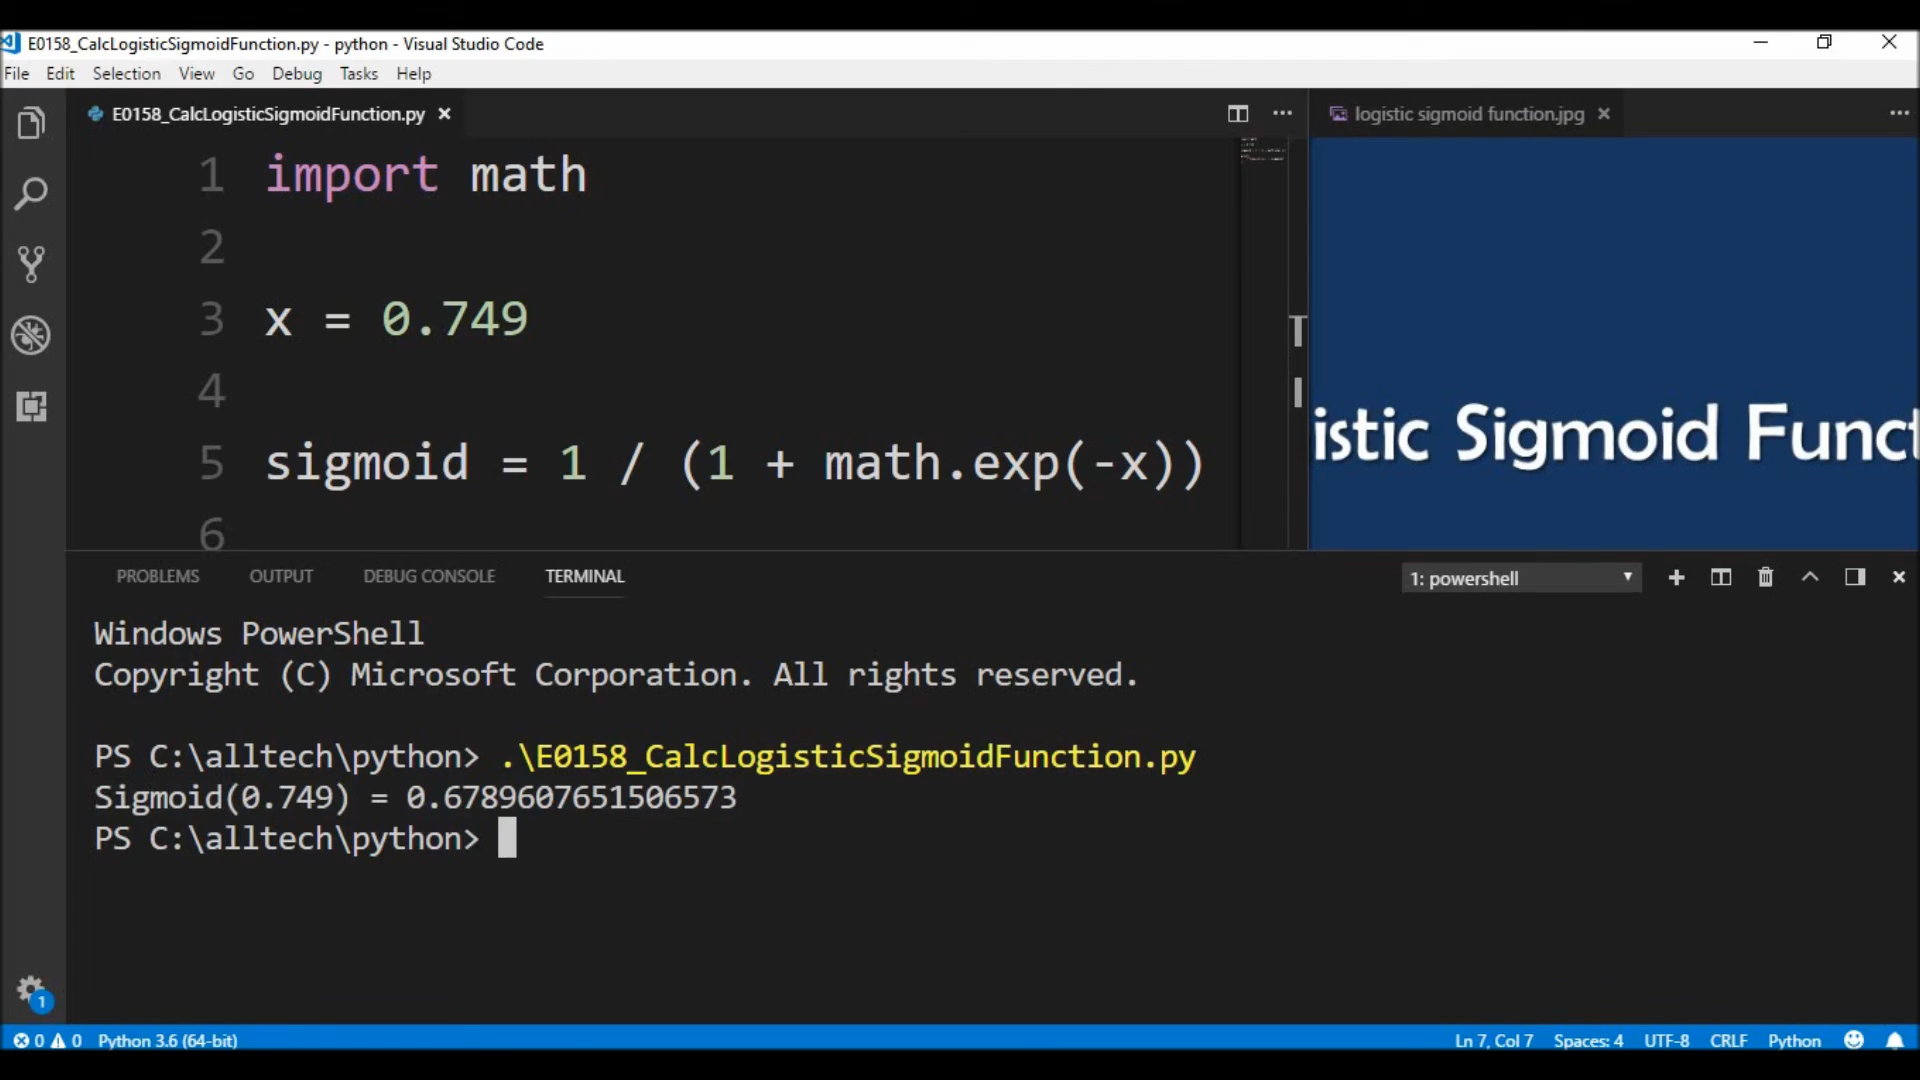 E0158_CalcLogisticSigmoidFunction.py - python - Visual Studio Code
File Edit Selection View Go Debug Tasks Help
E0158_CalcLogisticSigmoidFunction.py
logistic sigmoid function.jpg
1 import math
2
3 x = 0.749
4
5 sigmoid = 1 / (1 + math.exp(-x))
6
istic Sigmoid Funct
PROBLEMS OUTPUT DEBUG CONSOLE TERMINAL 1: powershell
Windows PowerShell
Copyright (C) Microsoft Corporation. All rights reserved.
PS C:\alltech\python> .\E0158_CalcLogisticSigmoidFunction.py
Sigmoid(0.749) = 0.6789607651506573
PS C:\alltech\python>
1
0 0 Python 3.6 (64-bit) Ln 7, Col 7 Spaces: 4 UTF-8 CRLF Python